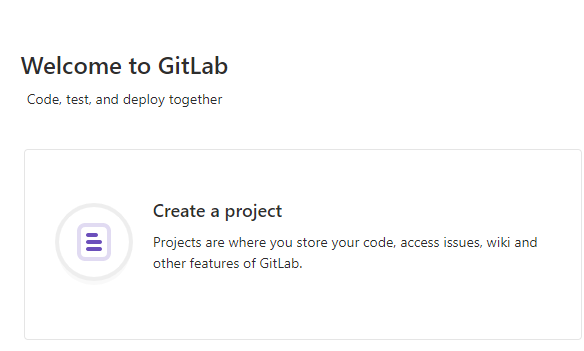 Welcome to GitLab
Code, test, and deploy together
Create a project
Projects are where you store your code, access issues, wiki and
other features of GitLab.